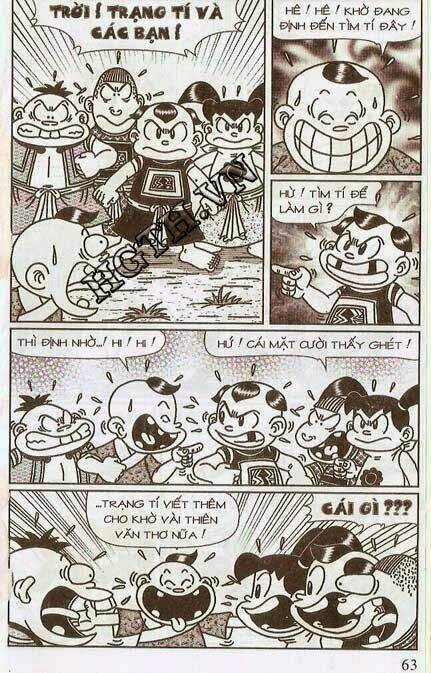 TRỜI! TRẠNG TÍ VÀ
CÁC BẠN!
HÊ! HÊ! KHỜ ĐANG
ĐỊNH ĐẾN TÌM TÍ ĐÂY!
HGTH.VN
HỨ! TÌM TÍ ĐỂ
LÀM GÌ?
THÌ ĐỊNH NHỜ...! HI! HI!
HỨ! CÁI MẶT CƯỜI THẤY GHÉT!
...TRẠNG TÍ VIẾT THÊM
CHO KHỜ VÀI THIÊN
VĂN THƠ NỮA!
CÁI GÌ???
63